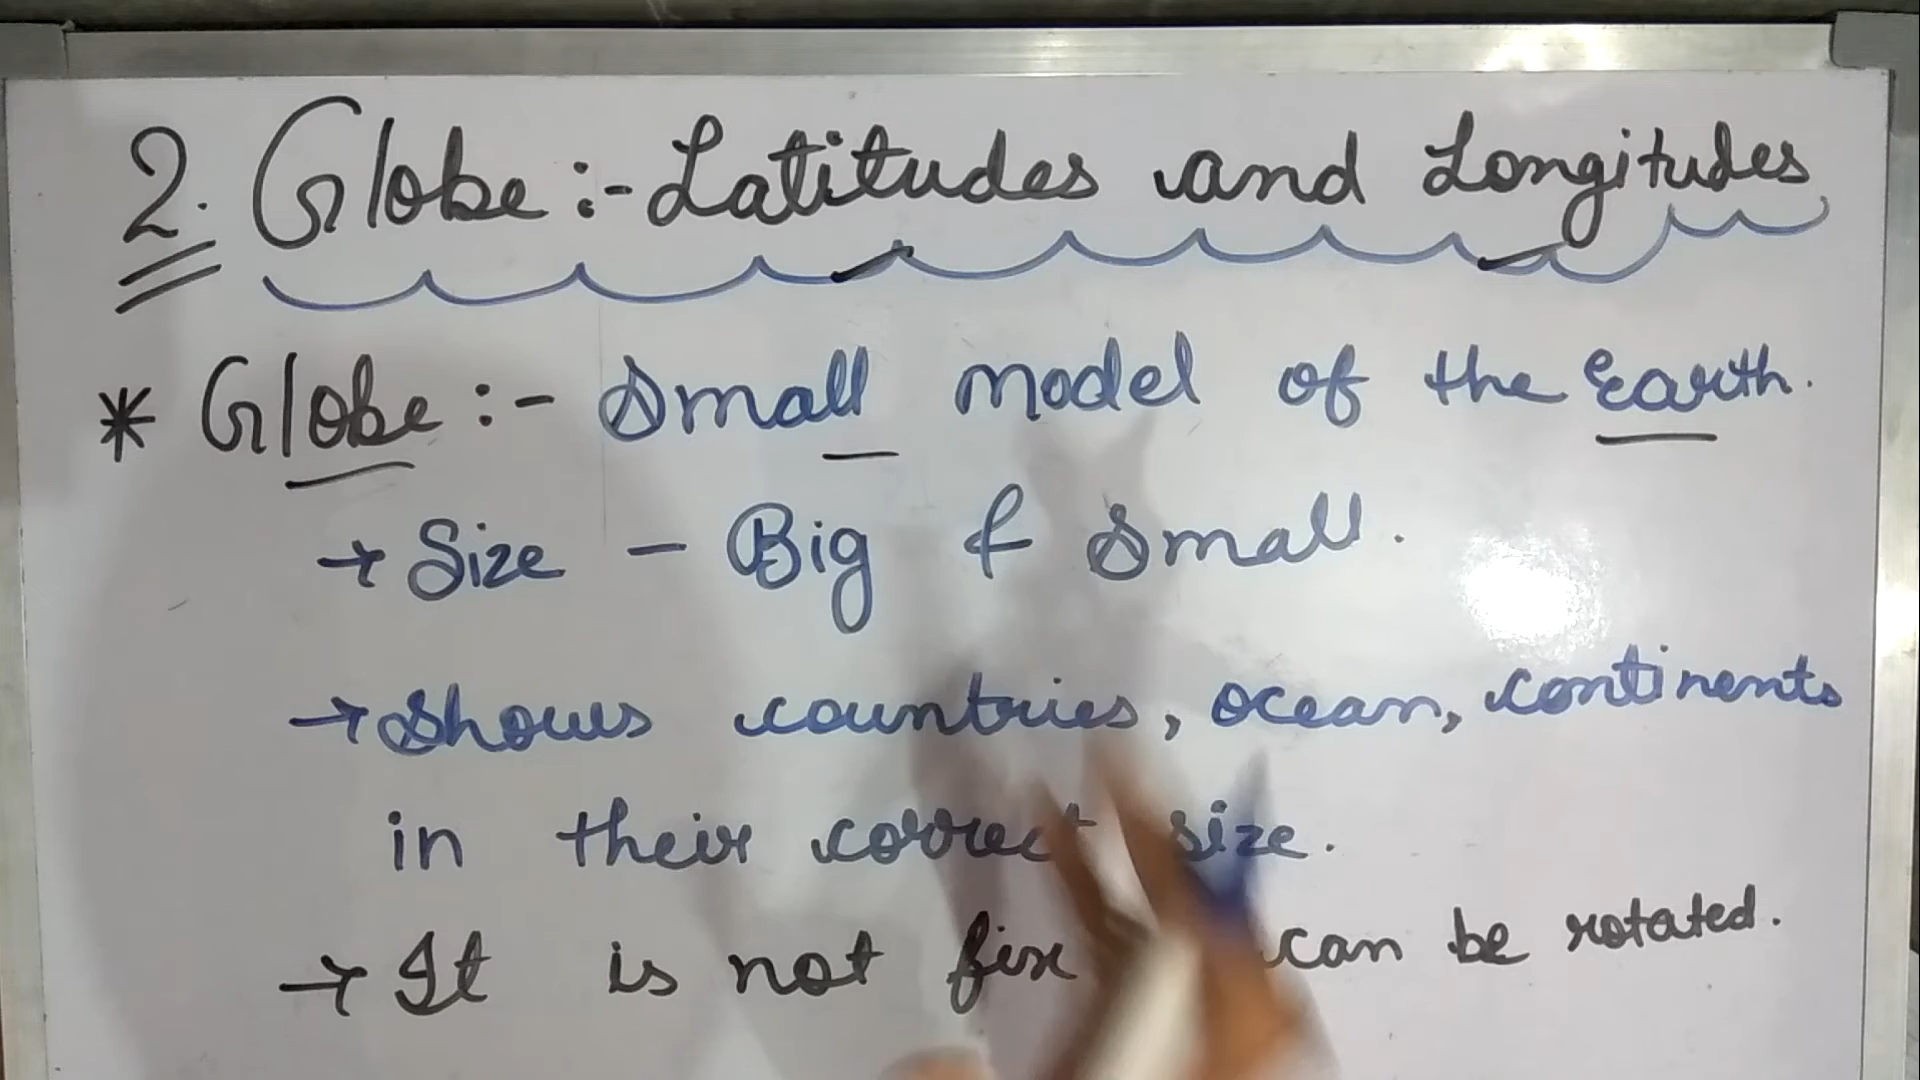 2. Globe :- Latitudes and Longitudes
* Globe :- Small model of the Earth.
→ Size - Big & Small.
→ Shows countries, ocean, continents
in their correct size.
→ It is not can be rotated.